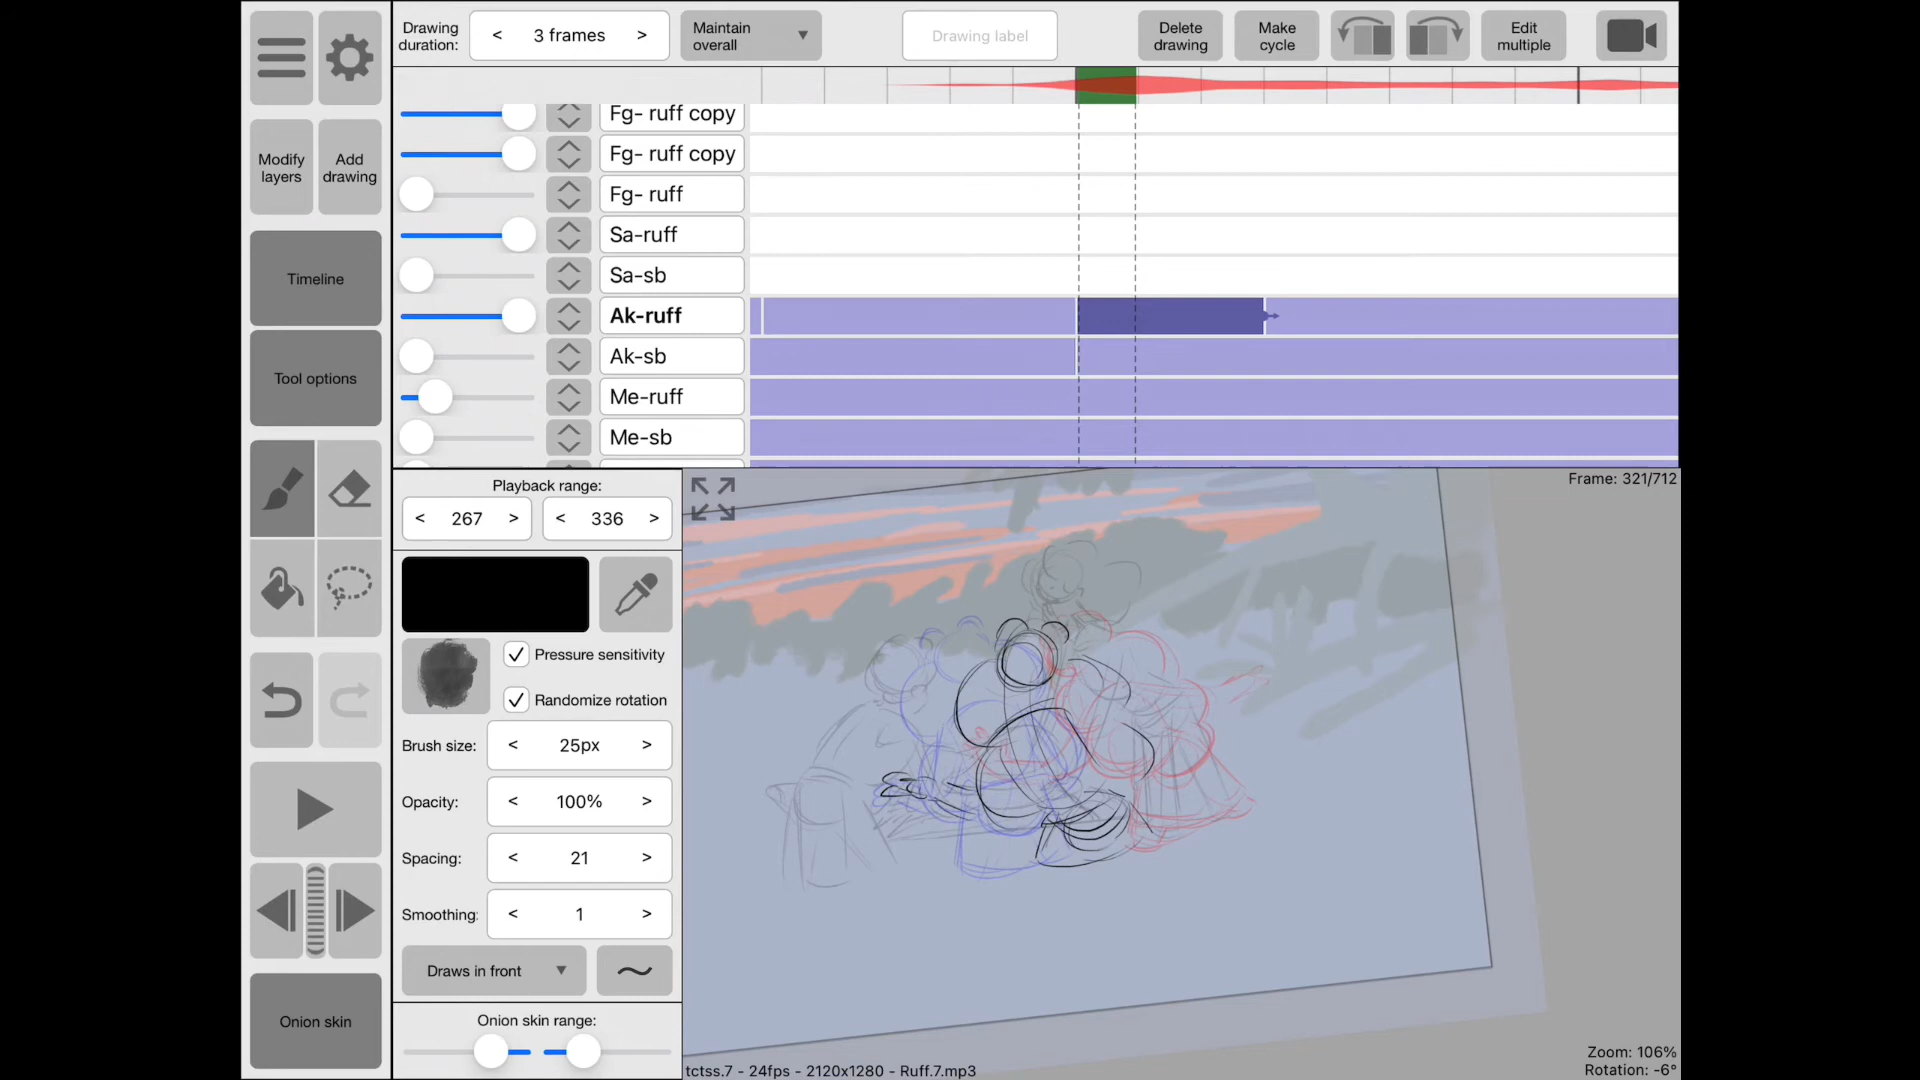 Drawing
duration:
< 3 frames >
Maintain
overall
Drawing label
Delete
drawing
Make
cycle
Edit
multiple
Modify
layers
Add
drawing
Timeline
Tool options
Onion skin
Fg- ruff copy
Fg- ruff copy
Fg- ruff
Sa-ruff
Sa-sb
Ak-ruff
Ak-sb
Me-ruff
Me-sb
Playback range:
< 267 > < 336 >
Pressure sensitivity
Randomize rotation
Brush size: < 25px >
Opacity: < 100% >
Spacing: < 21 >
Smoothing: < 1 >
Draws in front
Onion skin range:
Frame: 321/712
Zoom: 106%
Rotation: -6°
tctss.7 - 24fps - 2120x1280 - Ruff.7.mp3